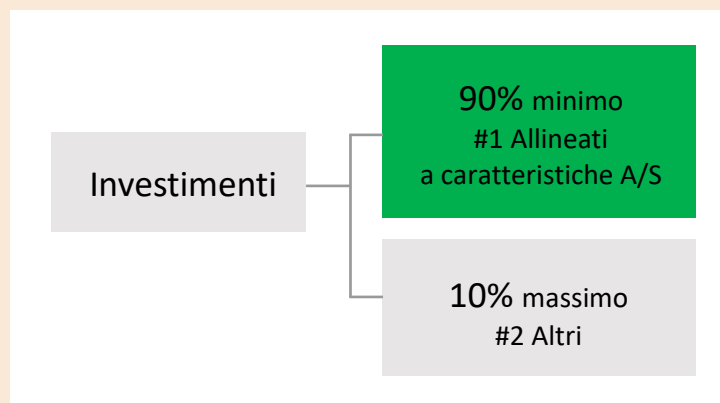 Investimenti
90% minimo
#1 Allineati
a caratteristiche A/S
10% massimo
#2 Altri